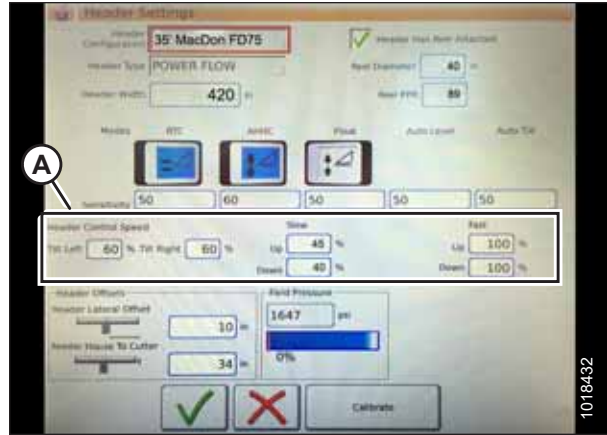 Header Settings
Header Configuration 35' MacDon FD75 Header Has Reel Attached
Header Type POWER FLOW Reel Diameter 40 in
Header Width 420 in Reel PPR 89
Modes RTC AHHC Float Auto Level Auto Tilt
Sensitivity 50 60 50 50 50
A
Header Control Speed Slow Fast
Tilt Left 60 % Tilt Right 60 % Up 45 % Up 100 %
Down 40 % Down 100 %
Header Offsets Field Pressure
Header Lateral Offset 1647 psi
10 in
Feeder House To Cutter 0%
34 in
Calibrate
1018432